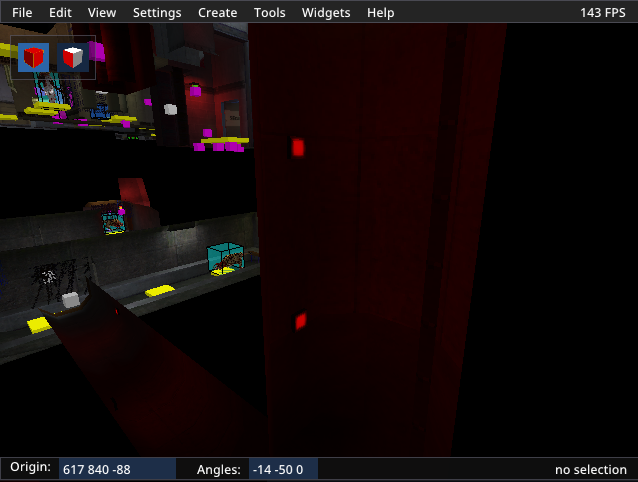 File Edit View Settings Create Tools Widgets Help 143 FPS
Origin: 617 840 -88 Angles: -14 -50 0 no selection